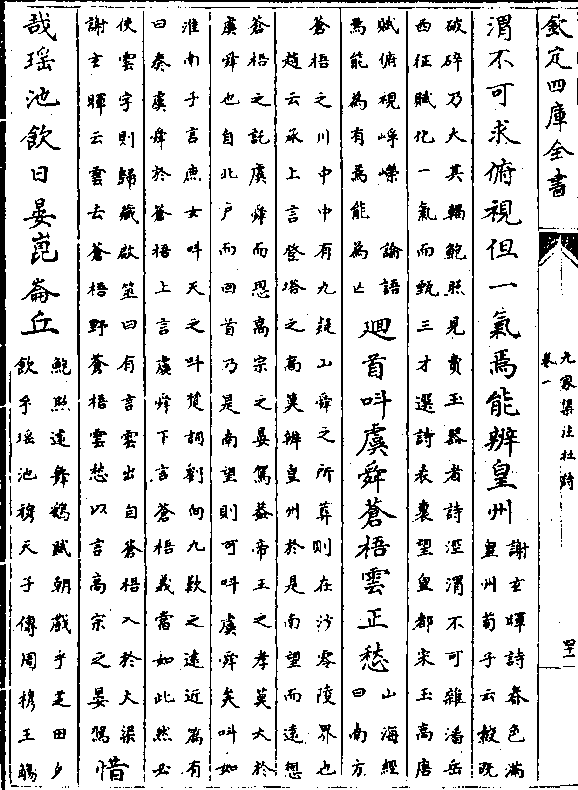 欽定四庫全書
九家集注杜詩
卷一
渭不可求俯視但一氣焉能辨皇州
謝玄暉詩春色滿
皇州荀子云轂既
破碎乃大其輻鮑照見賣玉器者詩涇渭不可雜潘岳
西征賦化一氣而甄三才選詩表裏望皇都宋玉高唐
賦俯視崢嶸 論語
焉能為有焉能為亡
迴首叫虞舜蒼梧雲正愁
山海經
曰南方
蒼梧之川中中有九疑山舜之所葬則在沙零陵界也
趙云承上言登塔之高莫辨皇州於是南望而遠想
蒼梧之託虞舜而思高宗之晏駕蓋帝王之孝莫大於
虞舜也自北户而回首乃是南望則可叫虞舜矣叫如
淮南子言庶女叫天之叫詞劉向九歎之遠近篇有
曰奏虞舜於蒼梧上言虞舜下言蒼梧義當如此然必
使雲字則歸藏啟筮曰有言雲出自蒼梧入於大梁
謝玄暉云雲去蒼梧野蒼梧雲愁以言高宗之晏駕
惜
哉瑶池飲日晏崑崙丘
鮑照遠舞鶴賦朝戲乎芝田夕
飲乎瑶池穆天子傳周穆王觴